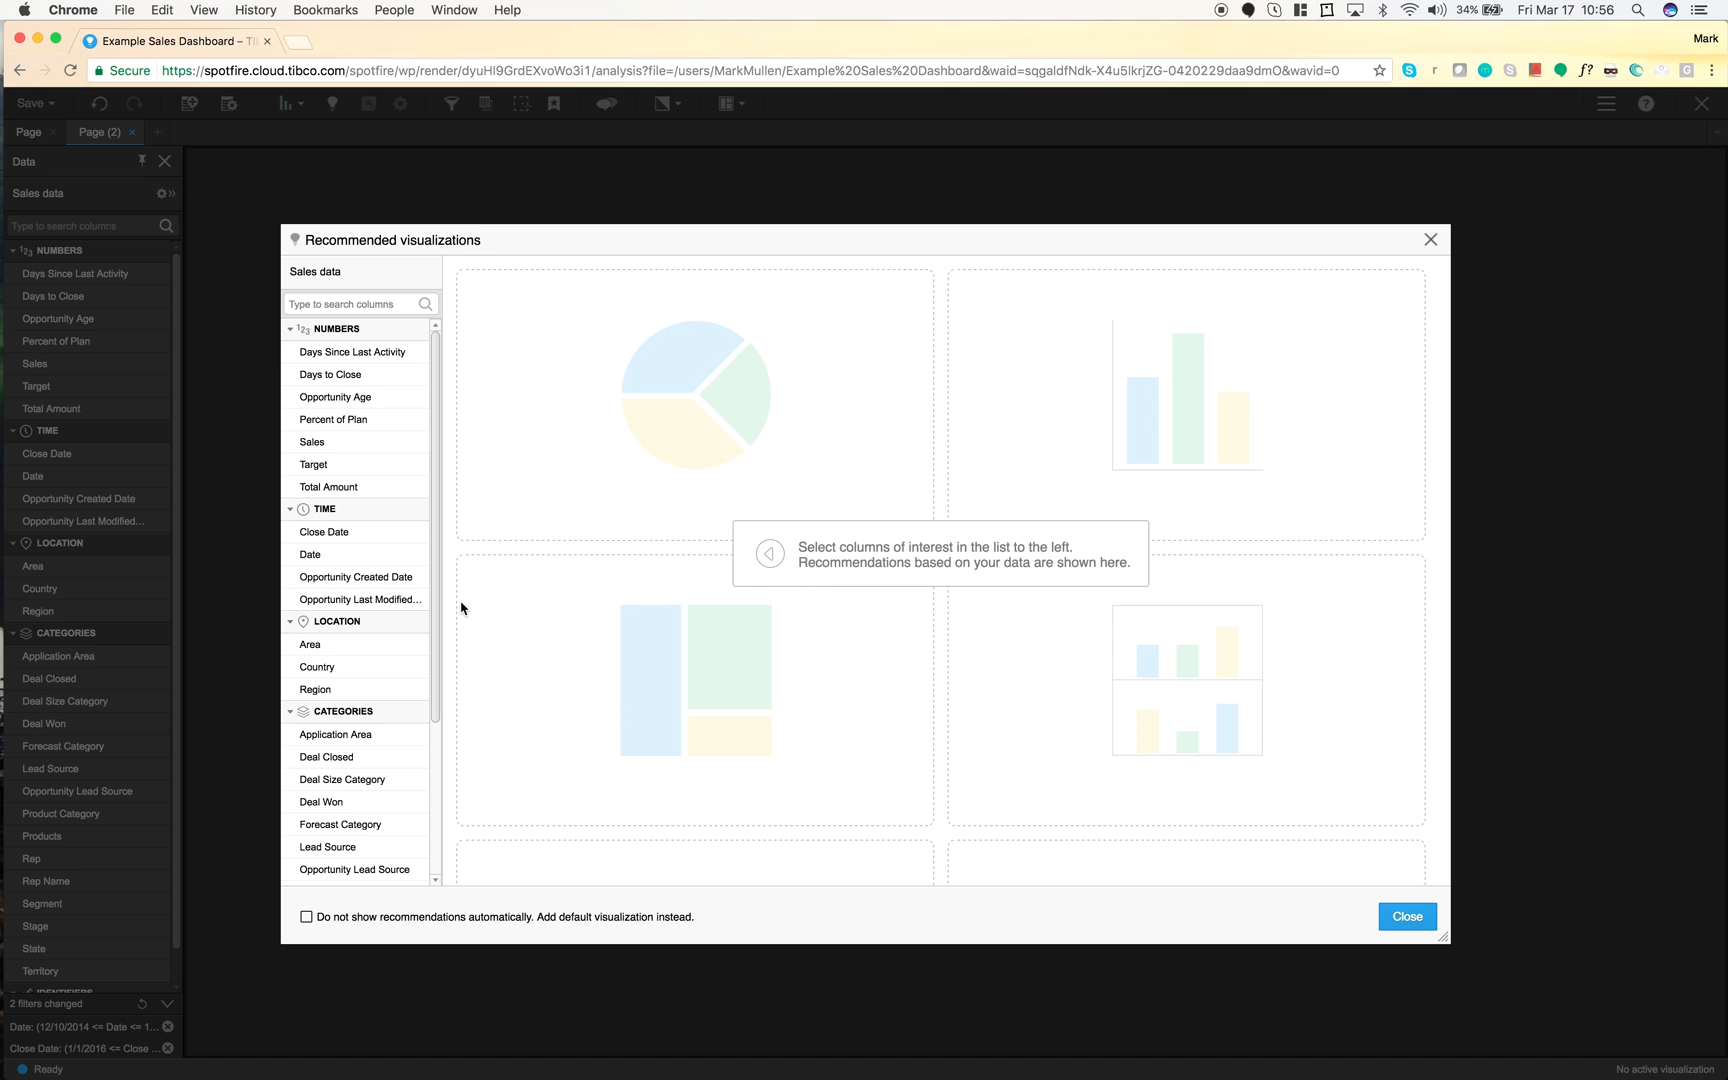 Chrome File Edit View History Bookmarks People Window Help
34% Fri Mar 17 10:56
Example Sales Dashboard – TI
Mark
Secure https://spotfire.cloud.tibco.com/spotfire/wp/render/dyuHI9GrdEXvoWo3i1/analysis?file=/users/MarkMullen/Example%20Sales%20Dashboard&waid=sqgaldfNdk-X4u5lkrjZG-0420229daa9dmO&wavid=0
Save
Page
Page (2)
Data
Sales data
Type to search columns
NUMBERS
Days Since Last Activity
Days to Close
Opportunity Age
Percent of Plan
Sales
Target
Total Amount
TIME
Close Date
Date
Opportunity Created Date
Opportunity Last Modified...
LOCATION
Area
Country
Region
CATEGORIES
Application Area
Deal Closed
Deal Size Category
Deal Won
Forecast Category
Lead Source
Opportunity Lead Source
Product Category
Products
Rep
Rep Name
Segment
Stage
State
Territory
IDENTIFIERS
2 filters changed
Date: (12/10/2014 <= Date <= 1...
Close Date: (1/1/2016 <= Close ...
Ready
No active visualization
Recommended visualizations
Sales data
Type to search columns
123 NUMBERS
Days Since Last Activity
Days to Close
Opportunity Age
Percent of Plan
Sales
Target
Total Amount
TIME
Close Date
Date
Opportunity Created Date
Opportunity Last Modified...
LOCATION
Area
Country
Region
CATEGORIES
Application Area
Deal Closed
Deal Size Category
Deal Won
Forecast Category
Lead Source
Opportunity Lead Source
Select columns of interest in the list to the left.
Recommendations based on your data are shown here.
Do not show recommendations automatically. Add default visualization instead.
Close